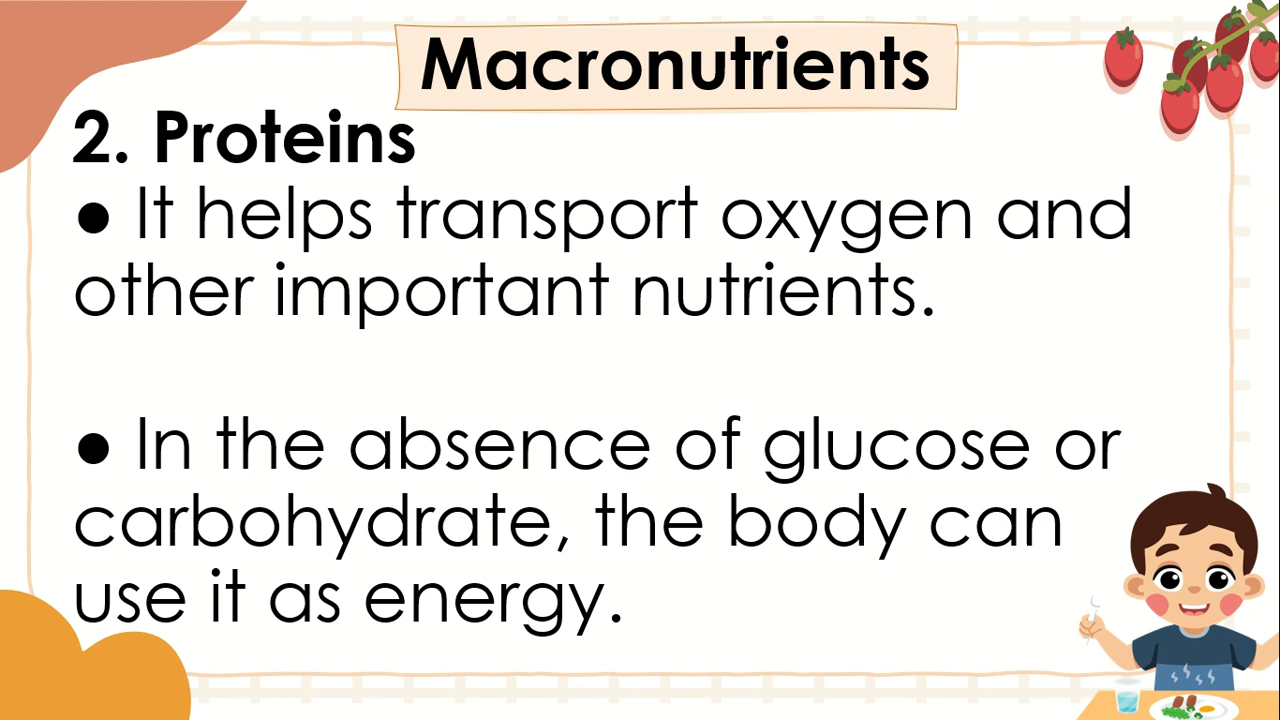 Macronutrients
2. Proteins
● It helps transport oxygen and
other important nutrients.
● In the absence of glucose or
carbohydrate, the body can
use it as energy.